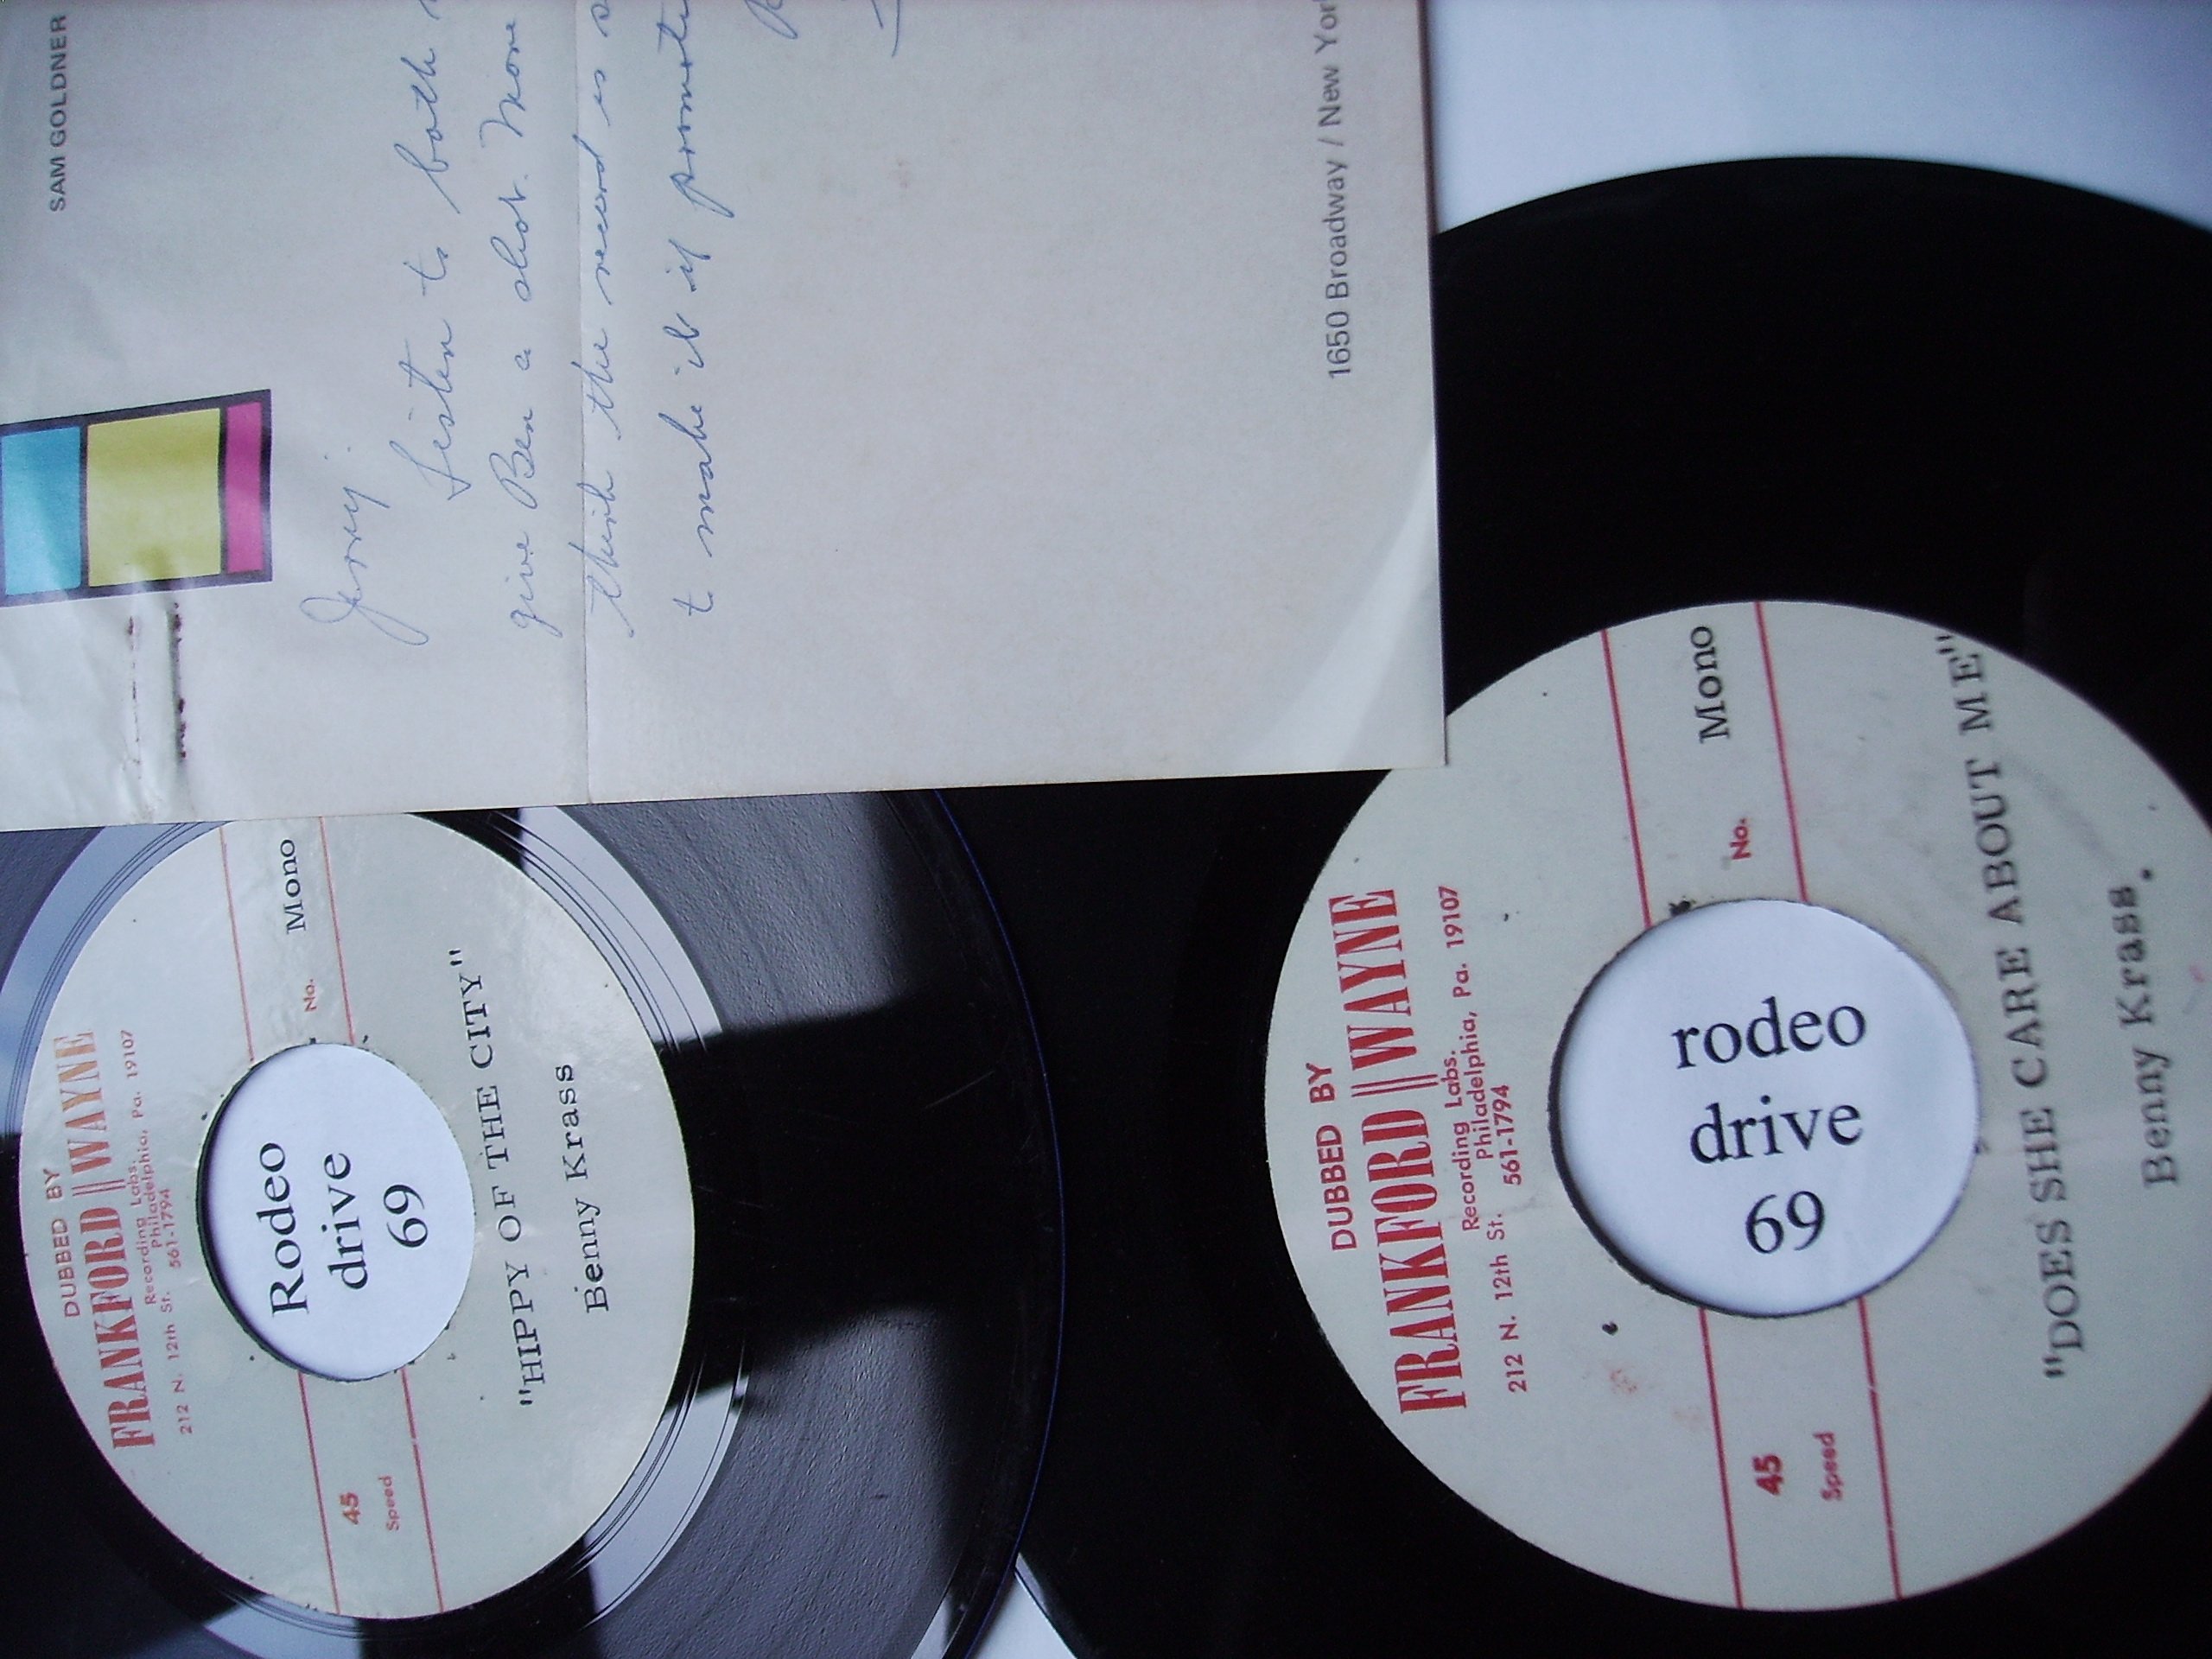 SAM GOLDNER
Jerry
Listen to both
give Ben a shot. More
think the record is
to make it if
1650 Broadway / New Yor
DUBBED BY
FRANKFORD WAYNE
Recording Labs.
212 N. 12th St. Philadelphia, Pa. 19107
561-1794
45
Speed
No.
Mono
Rodeo
drive
69
"HIPPY OF THE CITY"
Benny Krass
DUBBED BY
FRANKFORD WAYNE
Recording Labs.
212 N. 12th St. Philadelphia, Pa. 19107
561-1794
45
Speed
No.
Mono
rodeo
drive
69
"DOES SHE CARE ABOUT ME"
Benny Krass.